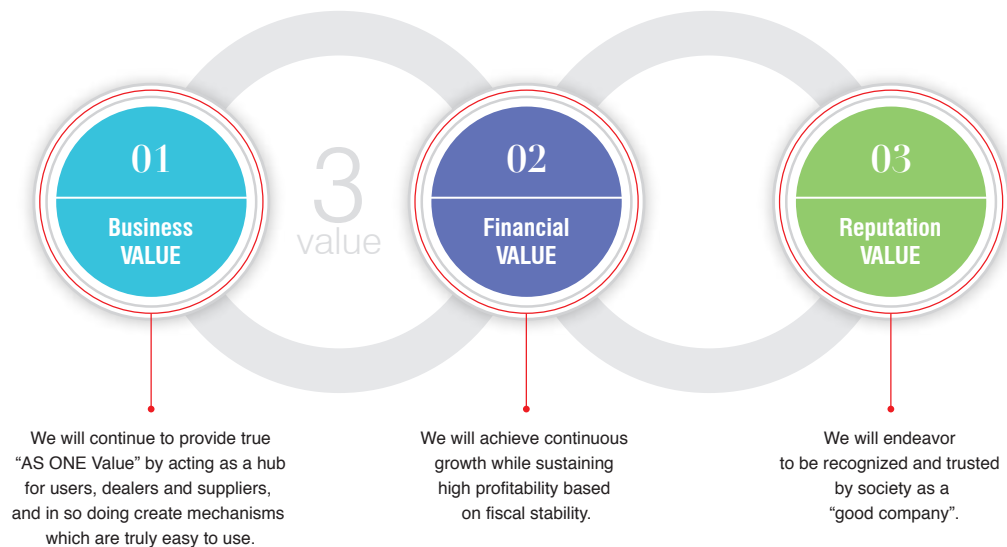 01
Business
VALUE
3
value
02
Financial
VALUE
03
Reputation
VALUE
We will continue to provide true
“AS ONE Value” by acting as a hub
for users, dealers and suppliers,
and in so doing create mechanisms
which are truly easy to use.
We will achieve continuous
growth while sustaining
high profitability based
on fiscal stability.
We will endeavor
to be recognized and trusted
by society as a
“good company”.